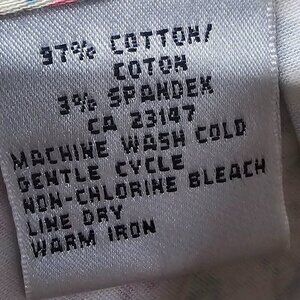 97% COTTON/
COTON
3% SPANDEX
CA 23147
MACHINE WASH COLD
GENTLE CYCLE
NON-CHLORINE BLEACH
LINE DRY
WARM IRON